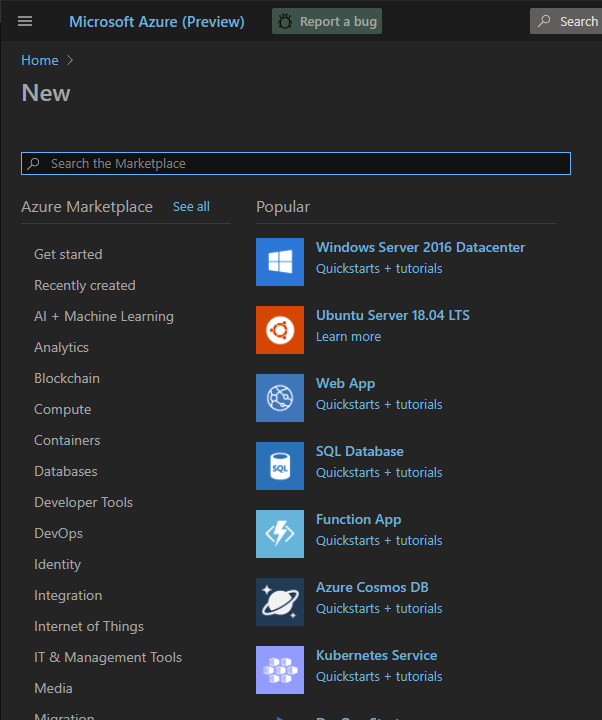 Microsoft Azure (Preview)
Report a bug
Search
Home
New
Search the Marketplace
Azure Marketplace
See all
Popular
Get started
Recently created
AI + Machine Learning
Analytics
Blockchain
Compute
Containers
Databases
Developer Tools
DevOps
Identity
Integration
Internet of Things
IT & Management Tools
Media
Migration
Windows Server 2016 Datacenter
Quickstarts + tutorials
Ubuntu Server 18.04 LTS
Learn more
Web App
Quickstarts + tutorials
SQL
SQL Database
Quickstarts + tutorials
Function App
Quickstarts + tutorials
Azure Cosmos DB
Quickstarts + tutorials
Kubernetes Service
Quickstarts + tutorials